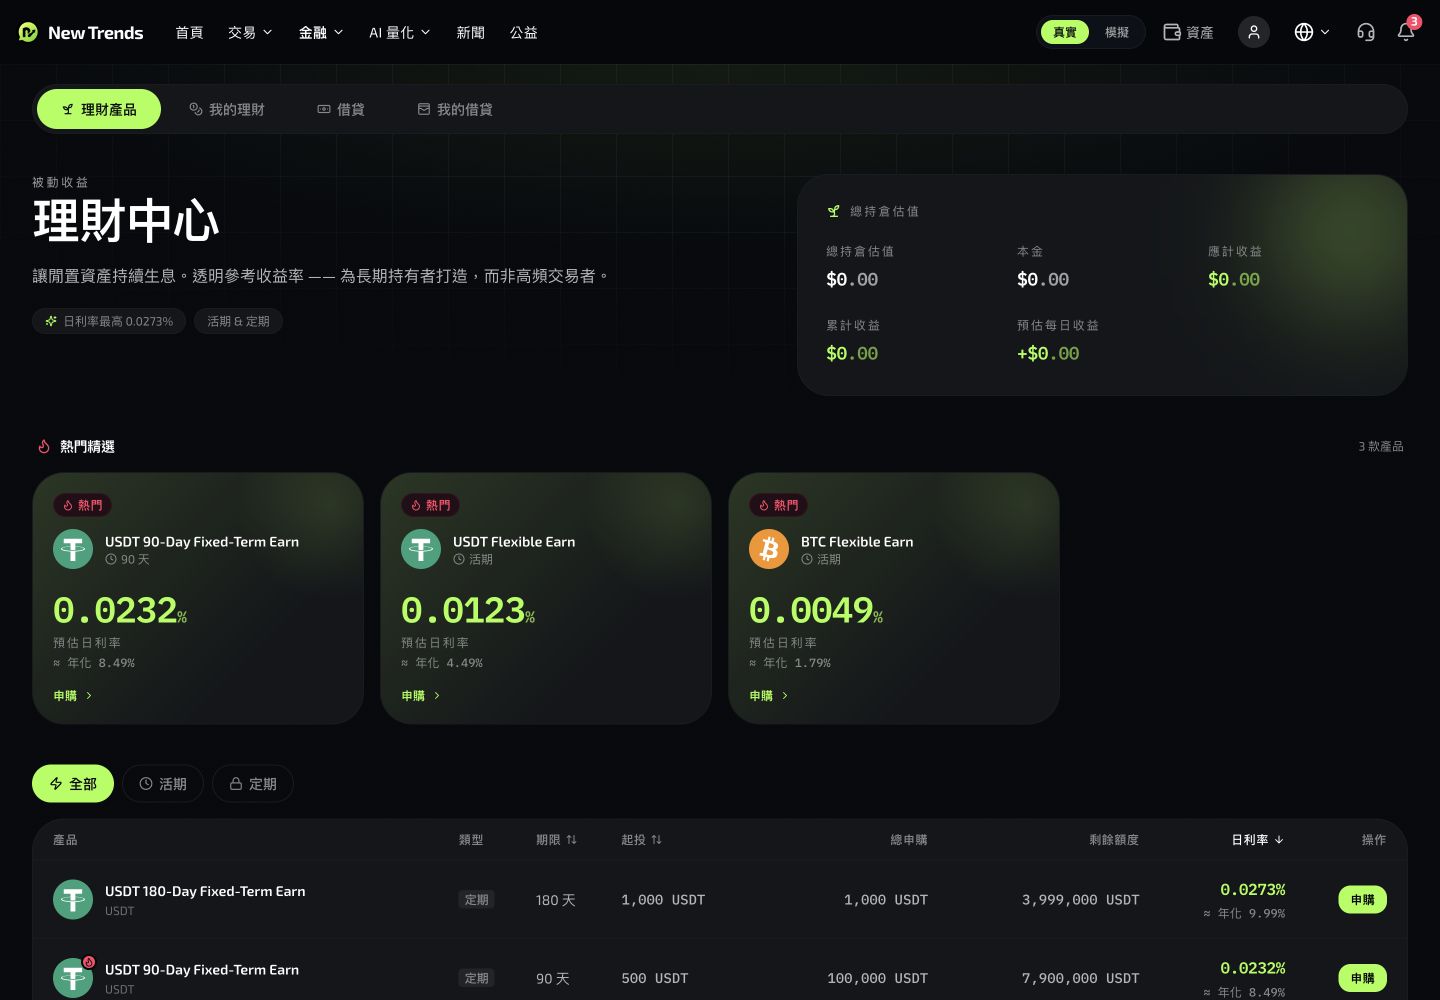 New Trends 首頁 交易 金融 AI 量化 新聞 公益 真實 模擬 資產 3
理財產品 我的理財 借貸 我的借貸
被動收益
理財中心
讓閒置資產持續生息。透明參考收益率 —— 為長期持有者打造，而非高頻交易者。
日利率最高 0.0273% 活期 & 定期
總持倉估值
總持倉估值 本金 應計收益
$0.00 $0.00 $0.00
累計收益 預估每日收益
$0.00 +$0.00
熱門精選 3 款產品
熱門 熱門 熱門
USDT 90-Day Fixed-Term Earn USDT Flexible Earn BTC Flexible Earn
90 天 活期 活期
0.0232% 0.0123% 0.0049%
預估日利率 預估日利率 預估日利率
≈ 年化 8.49% ≈ 年化 4.49% ≈ 年化 1.79%
申購 申購 申購
全部 活期 定期
產品 類型 期限 起投 總申購 剩餘額度 日利率 操作
USDT 180-Day Fixed-Term Earn
USDT
定期 180 天 1,000 USDT 1,000 USDT 3,999,000 USDT 0.0273% 申購
≈ 年化 9.99%
USDT 90-Day Fixed-Term Earn
USDT
定期 90 天 500 USDT 100,000 USDT 7,900,000 USDT 0.0232% 申購
≈ 年化 8.49%